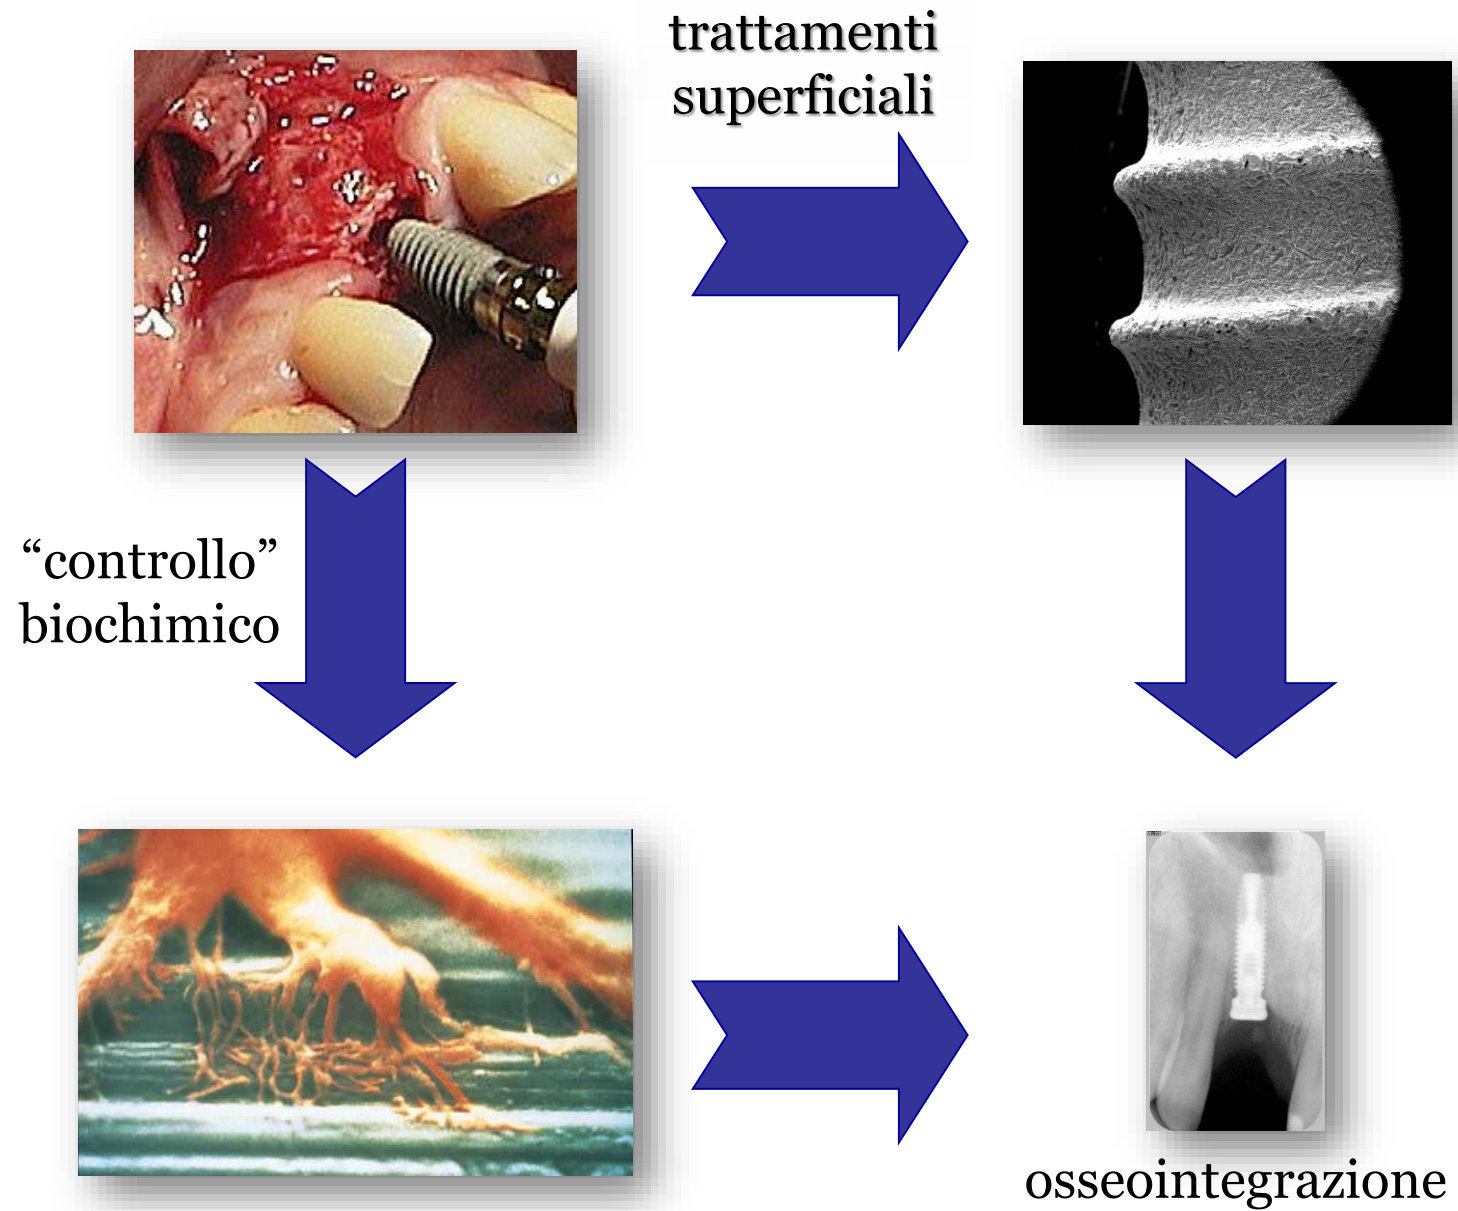 trattamenti
superficiali
“controllo”
biochimico
osseointegrazione